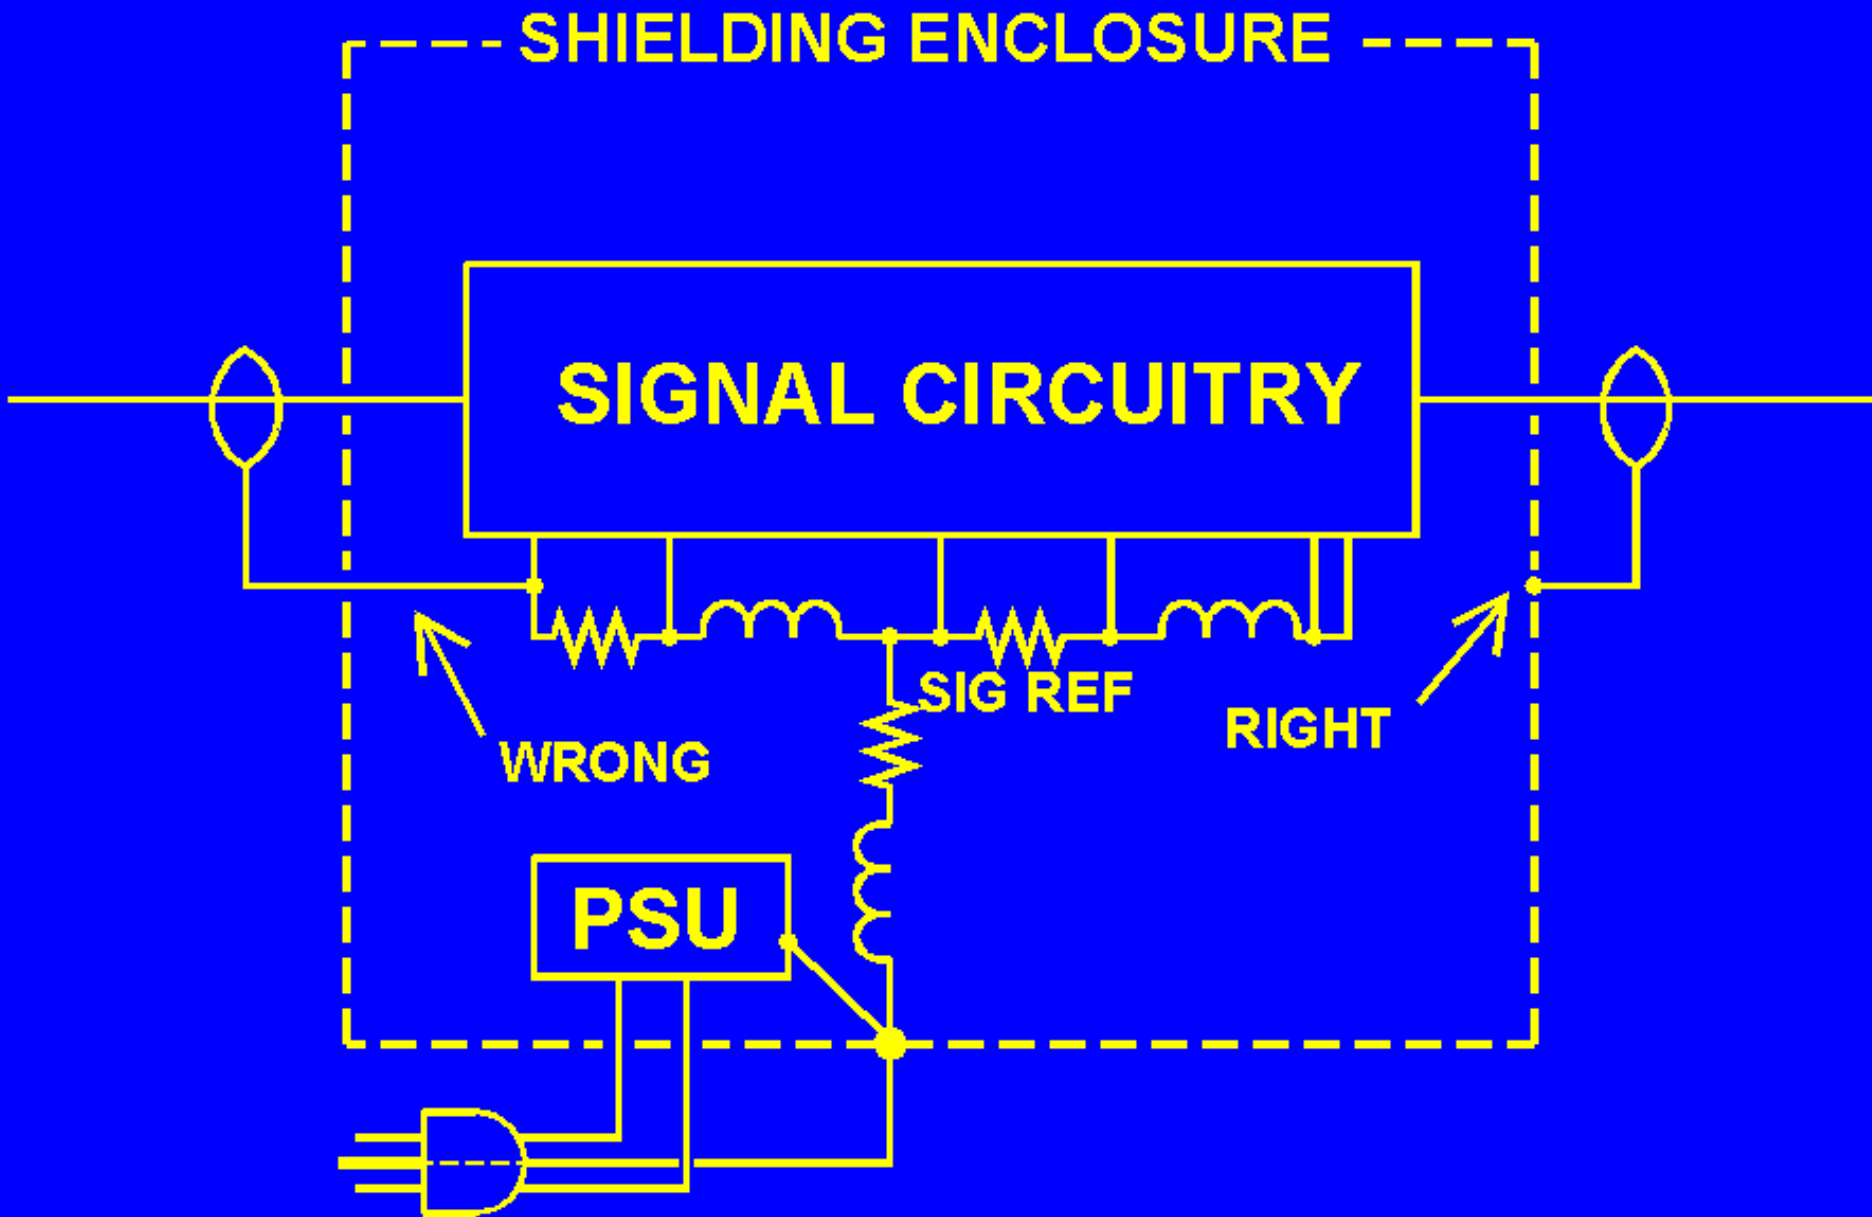 SHIELDING ENCLOSURE
SIGNAL CIRCUITRY
SIG REF
RIGHT
WRONG
PSU